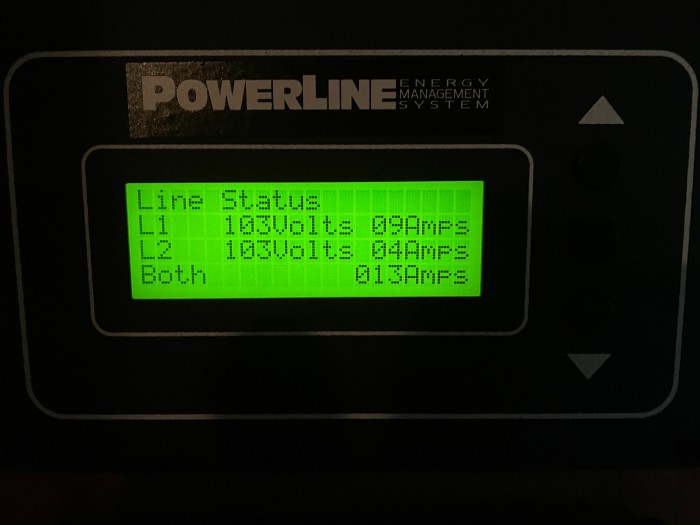 POWERLINE ENERGY MANAGEMENT SYSTEM
Line Status
L1 103Volts 09Amps
L2 103Volts 04Amps
Both 013Amps